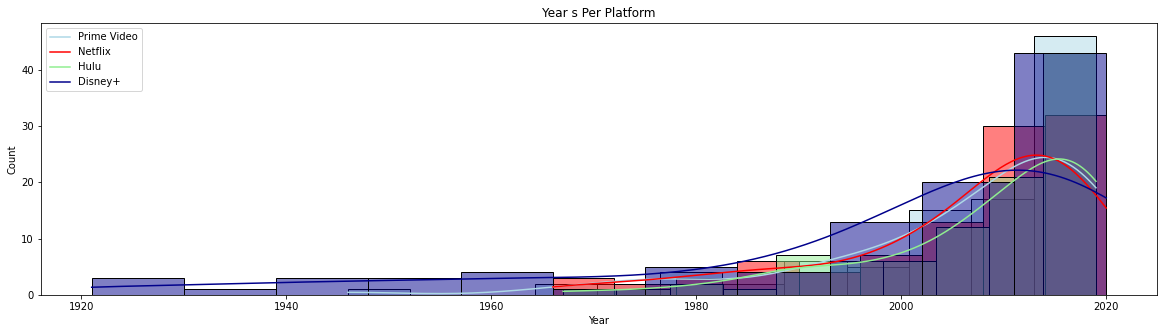 Year s Per Platform
Prime Video
Netflix
Hulu
Disney+
Count
40
30
20
10
0
1920 1940 1960 1980 2000 2020
Year